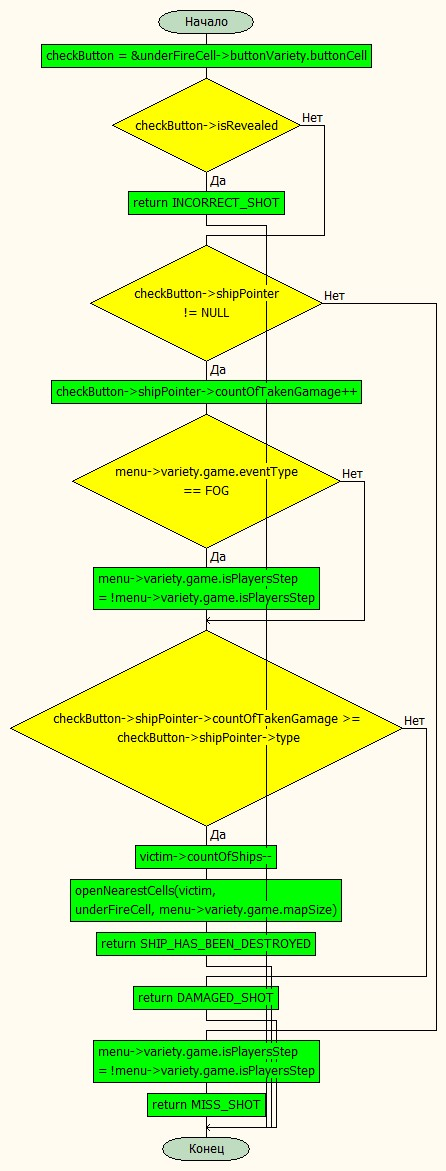 Начало
checkButton = &underFireCell->buttonVariety.buttonCell
checkButton->isRevealed
Нет
Да
return INCORRECT_SHOT
checkButton->shipPointer
!= NULL
Нет
Да
checkButton->shipPointer->countOfTakenGamage++
menu->variety.game.eventType
== FOG
Нет
Да
menu->variety.game.isPlayersStep
= !menu->variety.game.isPlayersStep
checkButton->shipPointer->countOfTakenGamage >=
checkButton->shipPointer->type
Нет
Да
victim->countOfShips--
openNearestCells(victim,
underFireCell, menu->variety.game.mapSize)
return SHIP_HAS_BEEN_DESTROYED
return DAMAGED_SHOT
menu->variety.game.isPlayersStep
= !menu->variety.game.isPlayersStep
return MISS_SHOT
Конец